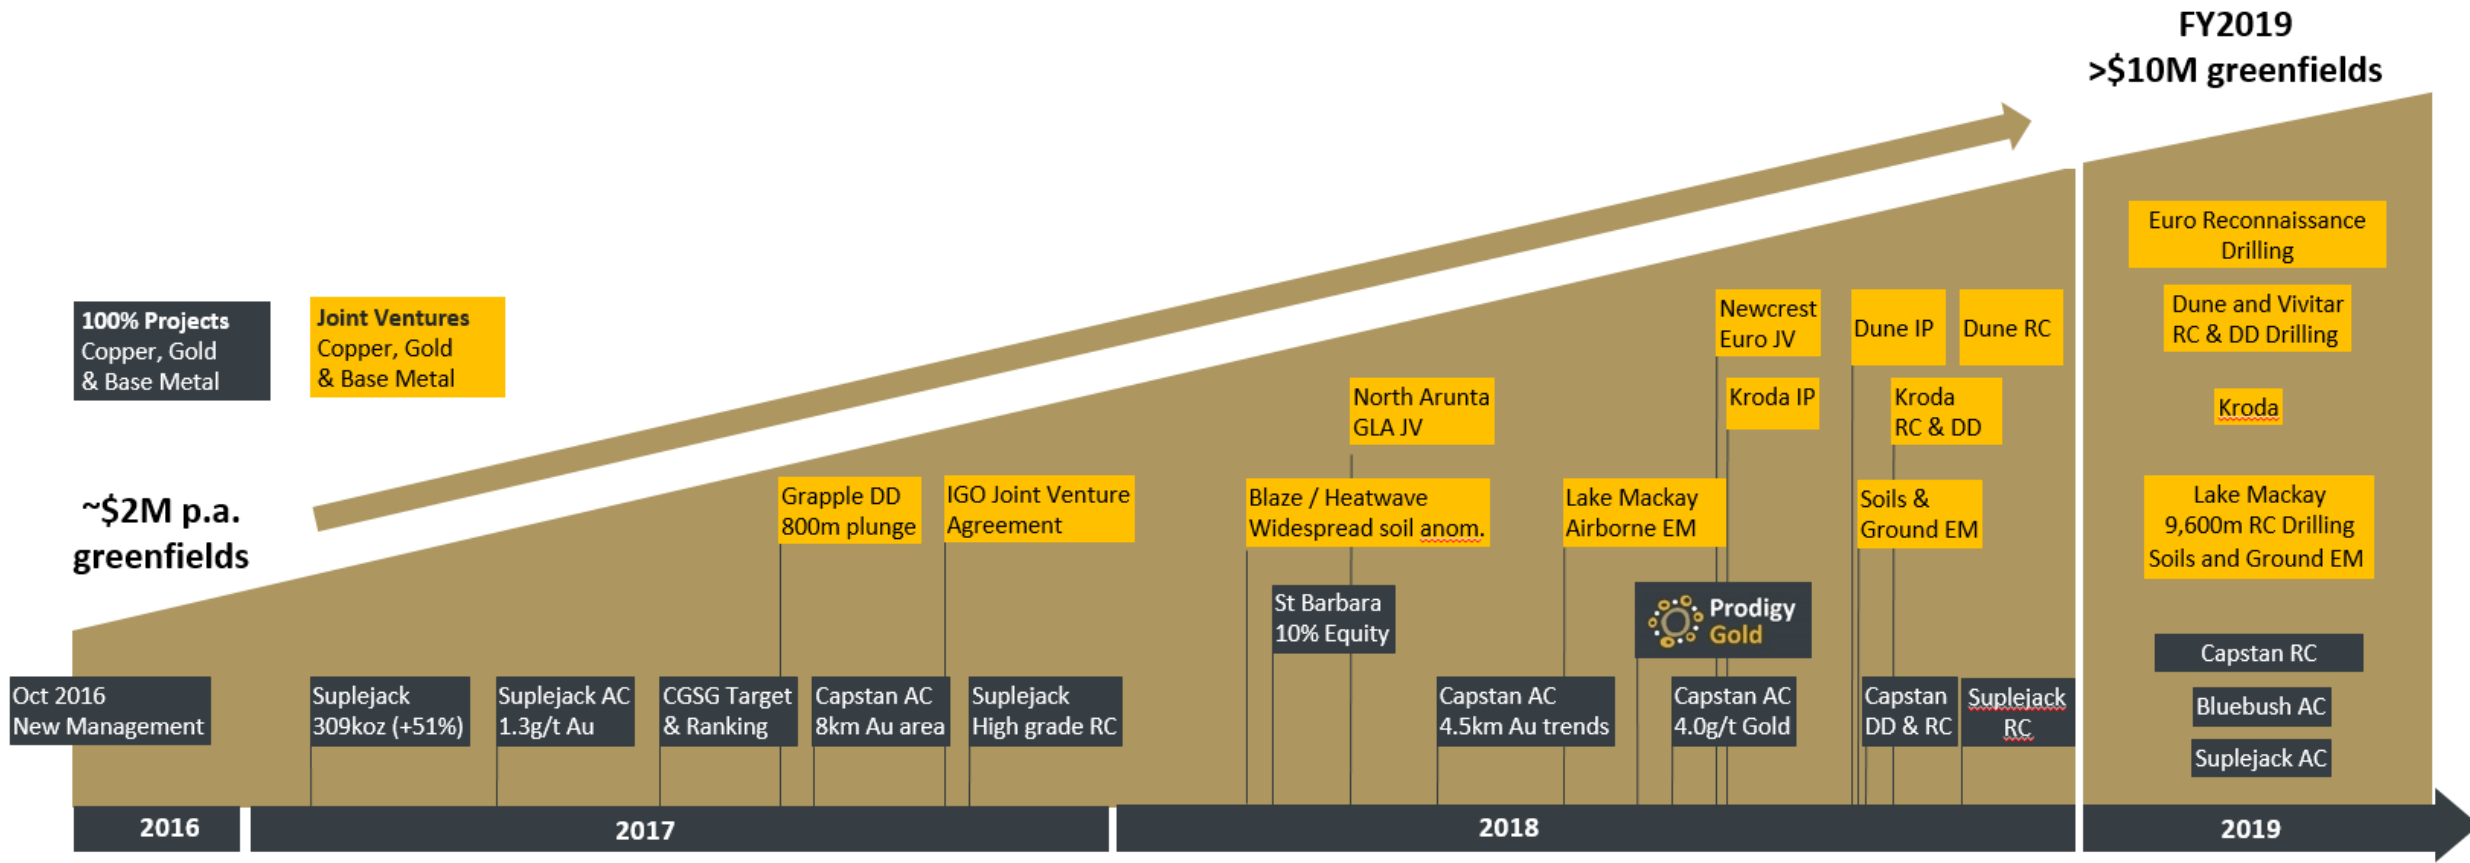 FY2019
>$10M greenfields
100% Projects
Copper, Gold
& Base Metal
Joint Ventures
Copper, Gold
& Base Metal
~$2M p.a.
greenfields
Grapple DD
800m plunge
IGO Joint Venture
Agreement
Blaze / Heatwave
Widespread soil anom.
North Arunta
GLA JV
Lake Mackay
Airborne EM
Newcrest
Euro JV
Kroda IP
Dune IP
Dune RC
Kroda
RC & DD
Soils &
Ground EM
St Barbara
10% Equity
Prodigy
Gold
Oct 2016
New Management
Suplejack
309koz (+51%)
Suplejack AC
1.3g/t Au
CGSG Target
& Ranking
Capstan AC
8km Au area
Suplejack
High grade RC
Capstan AC
4.5km Au trends
Capstan AC
4.0g/t Gold
Capstan
DD & RC
Suplejack
RC
Euro Reconnaissance
Drilling
Dune and Vivitar
RC & DD Drilling
Kroda
Lake Mackay
9,600m RC Drilling
Soils and Ground EM
Capstan RC
Bluebush AC
Suplejack AC
2016
2017
2018
2019